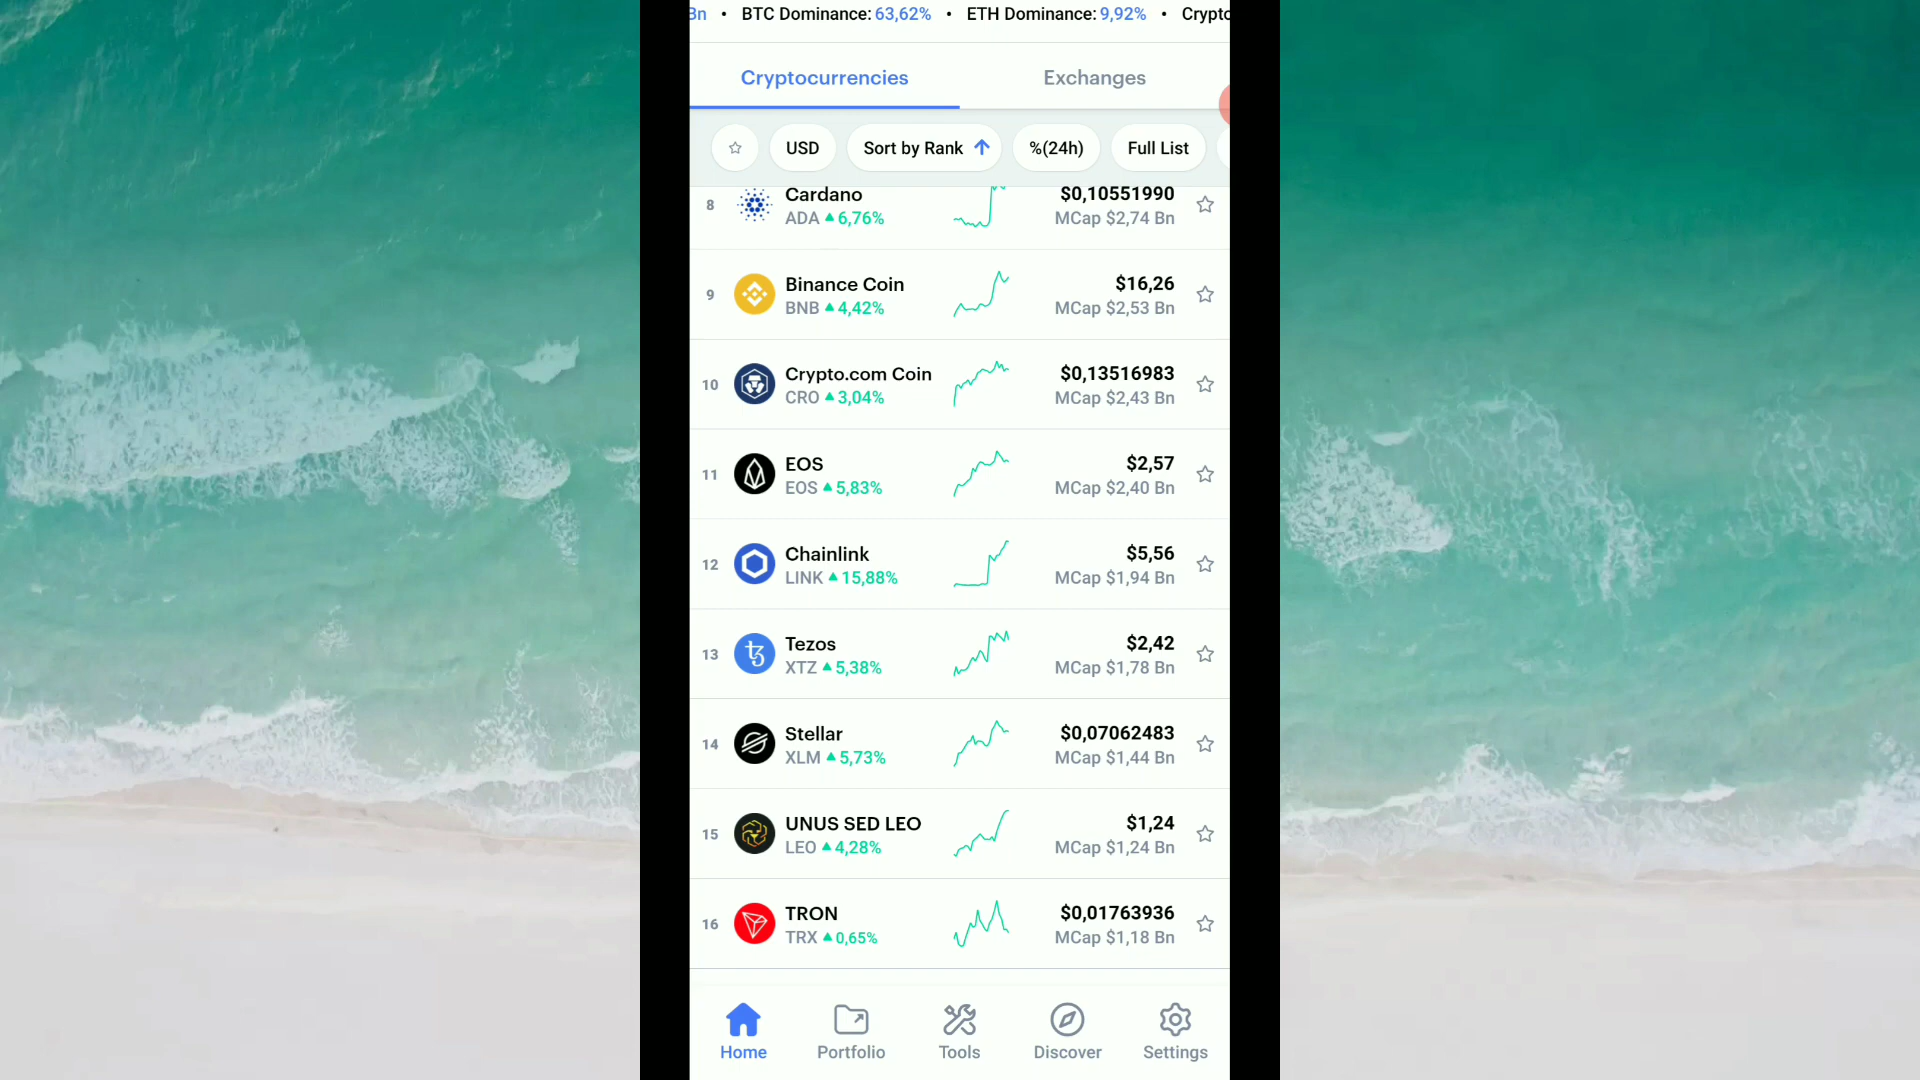 Bn • BTC Dominance: 63,62% • ETH Dominance: 9,92% • Crypto
Cryptocurrencies Exchanges
USD Sort by Rank %(24h) Full List
8 Cardano $0,10551990
ADA 6,76% MCap $2,74 Bn
9 Binance Coin $16,26
BNB 4,42% MCap $2,53 Bn
10 Crypto.com Coin $0,13516983
CRO 3,04% MCap $2,43 Bn
11 EOS $2,57
EOS 5,83% MCap $2,40 Bn
12 Chainlink $5,56
LINK 15,88% MCap $1,94 Bn
13 Tezos $2,42
XTZ 5,38% MCap $1,78 Bn
14 Stellar $0,07062483
XLM 5,73% MCap $1,44 Bn
15 UNUS SED LEO $1,24
LEO 4,28% MCap $1,24 Bn
16 TRON $0,01763936
TRX 0,65% MCap $1,18 Bn
Home Portfolio Tools Discover Settings